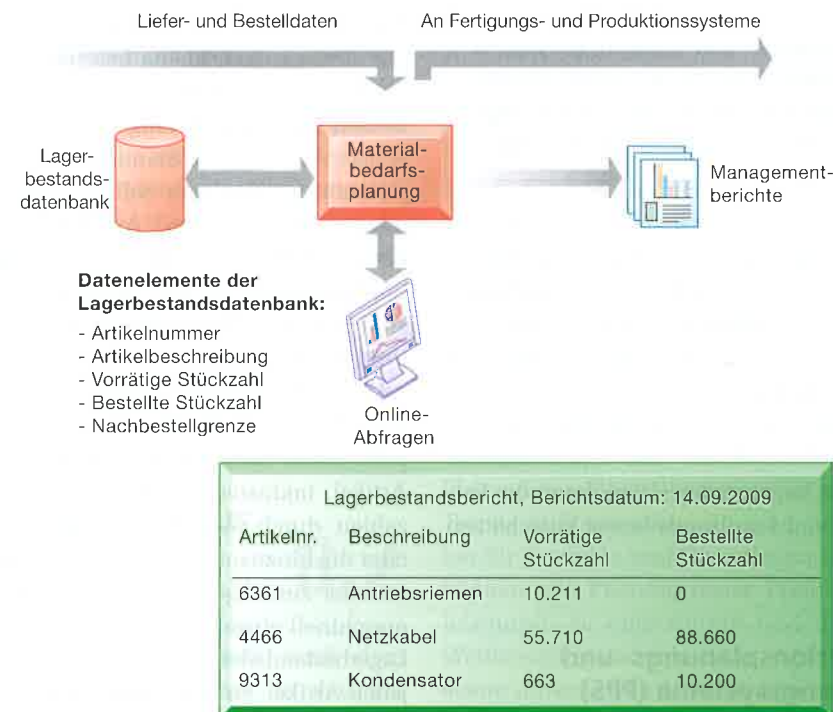 Liefer- und Bestelldaten
An Fertigungs- und Produktionssysteme
Lager-
bestands-
datenbank
Material-
bedarfs-
planung
Management-
berichte
Datenelemente der
Lagerbestandsdatenbank:
- Artikelnummer
- Artikelbeschreibung
- Vorrätige Stückzahl
- Bestellte Stückzahl
- Nachbestellgrenze
Online-
Abfragen
Lagerbestandsbericht, Berichtsdatum: 14.09.2009
Artikelnr. Beschreibung Vorrätige Bestellte
Stückzahl Stückzahl
6361 Antriebsriemen 10.211 0
4466 Netzkabel 55.710 88.660
9313 Kondensator 663 10.200